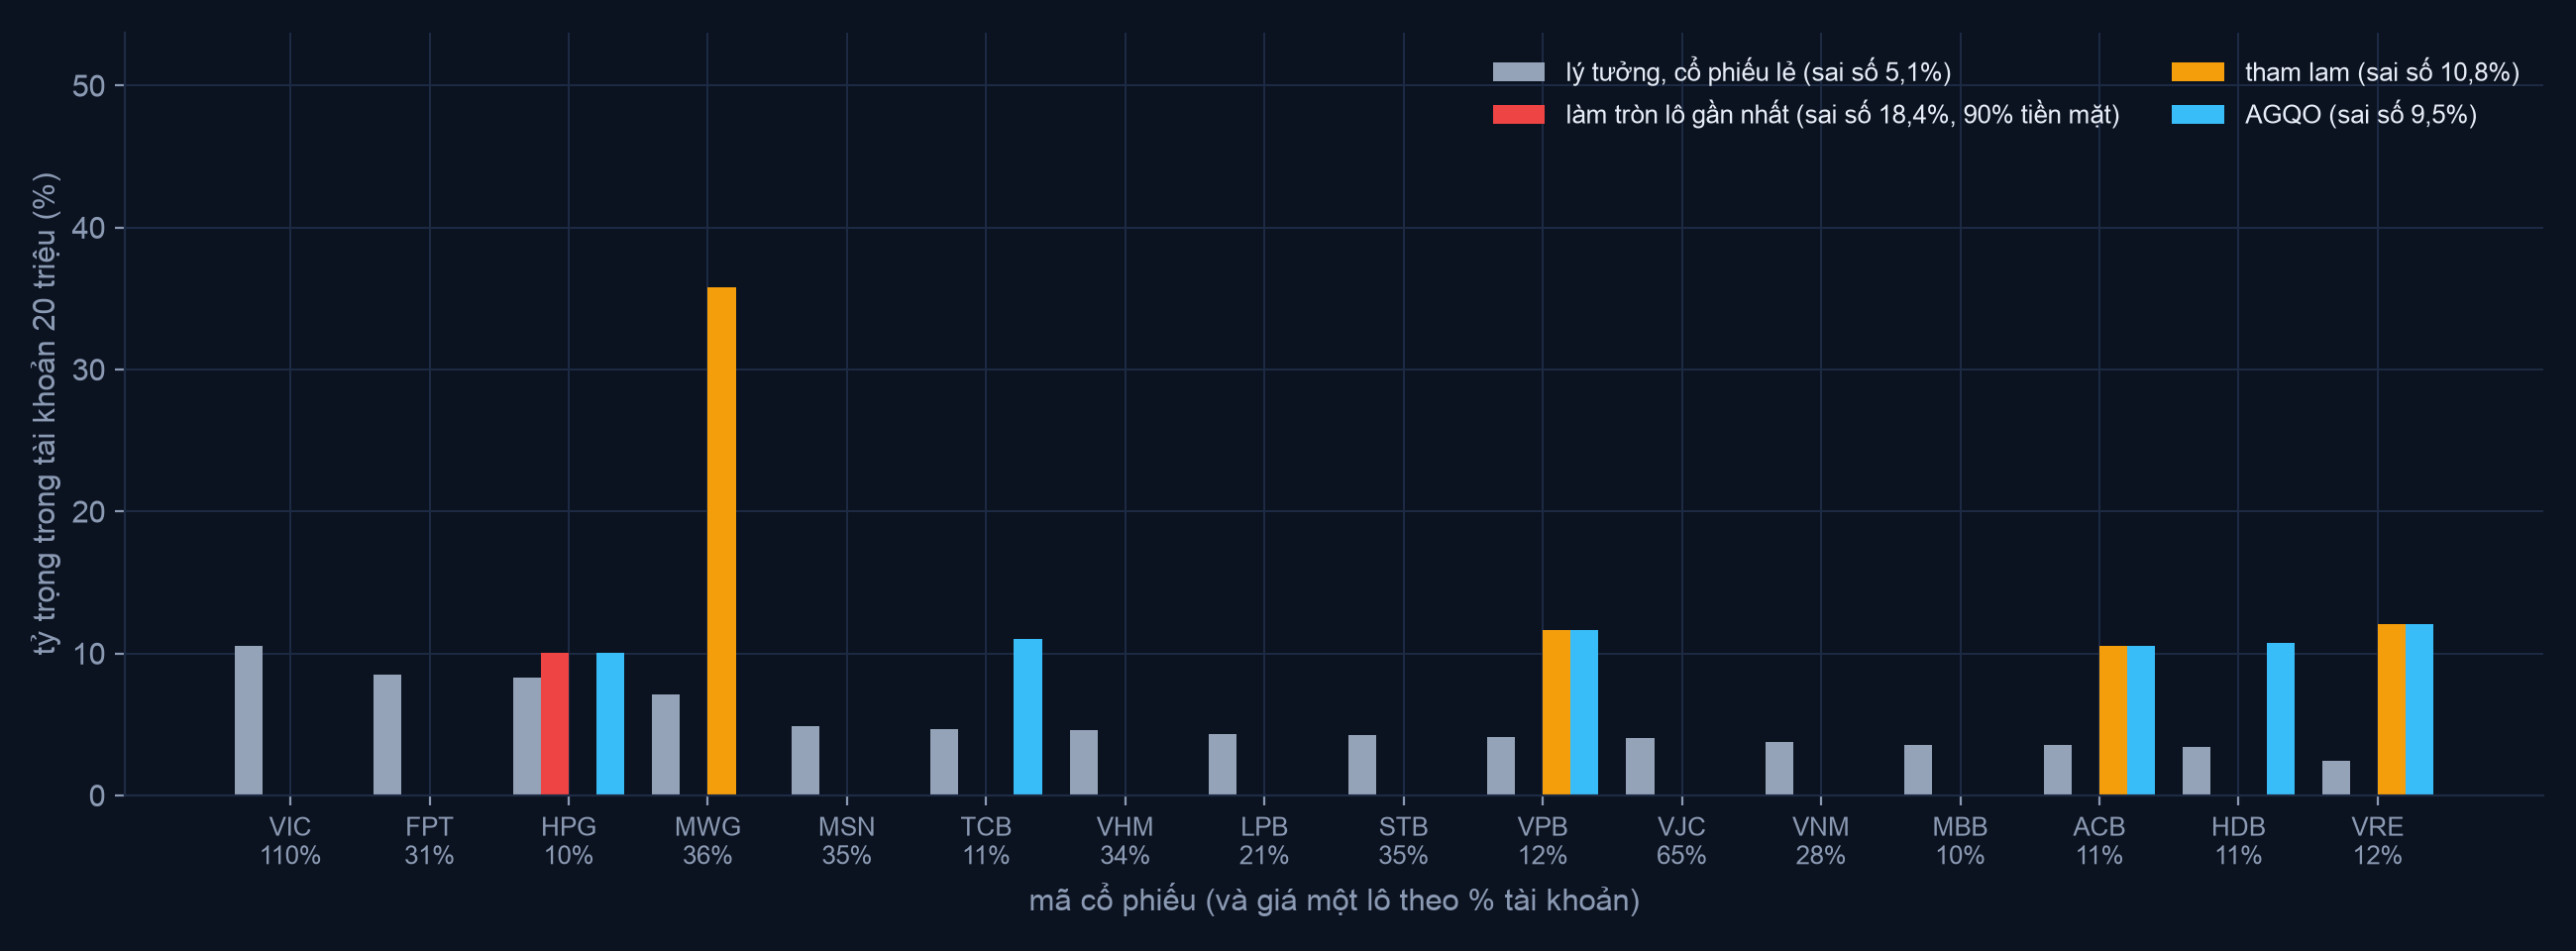 lý tưởng, cổ phiếu lẻ (sai số 5,1%)
làm tròn lô gần nhất (sai số 18,4%, 90% tiền mặt)
tham lam (sai số 10,8%)
AGQO (sai số 9,5%)
tỷ trọng trong tài khoản 20 triệu (%)
50
40
30
20
10
0
VIC FPT HPG MWG MSN TCB VHM LPB STB VPB VJC VNM MBB ACB HDB VRE
110% 31% 10% 36% 35% 11% 34% 21% 35% 12% 65% 28% 10% 11% 11% 12%
mã cổ phiếu (và giá một lô theo % tài khoản)